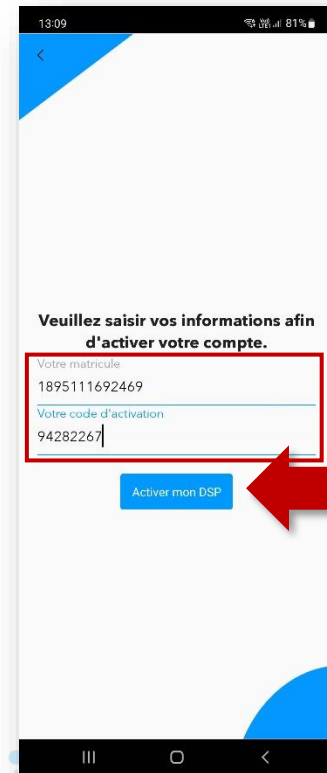 13:09 81%
Veuillez saisir vos informations afin
d'activer votre compte.
Votre matricule
1895111692469
Votre code d'activation
94282267
Activer mon DSP